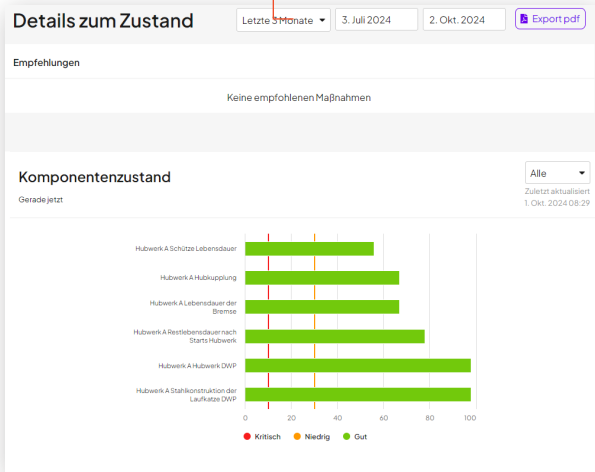 Details zum Zustand
Letzte 3 Monate
3. Juli 2024
2. Okt. 2024
Export pdf
Empfehlungen
Keine empfohlenen Maßnahmen
Komponentenzustand
Alle
Gerade jetzt
Zuletzt aktualisiert
1. Okt. 2024 08:29
Hubwerk A Schütze Lebensdauer
Hubwerk A Hubkupplung
Hubwerk A Lebensdauer der
Bremse
Hubwerk A Restlebensdauer nach
Starts Hubwerk
Hubwerk A Hubwerk DWP
Hubwerk A Stahlkonstruktion der
Laufkatze DWP
0 20 40 60 80 100
Kritisch Niedrig Gut